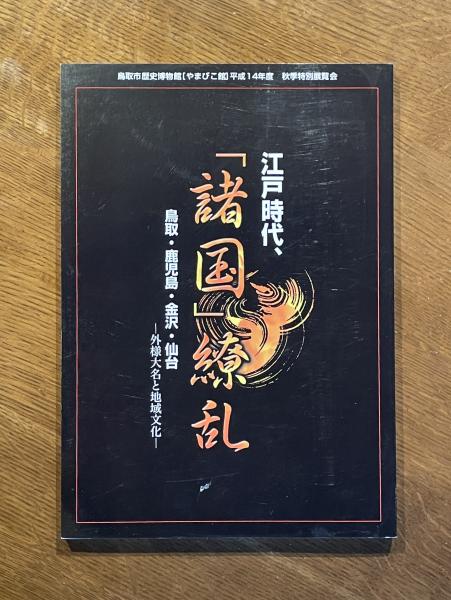 鳥取市歴史博物館【やまびこ館】平成14年度　秋季特別展覧会
江戸時代、
「諸国」繚乱
鳥取・鹿児島・金沢・仙台
―外様大名と地域文化―